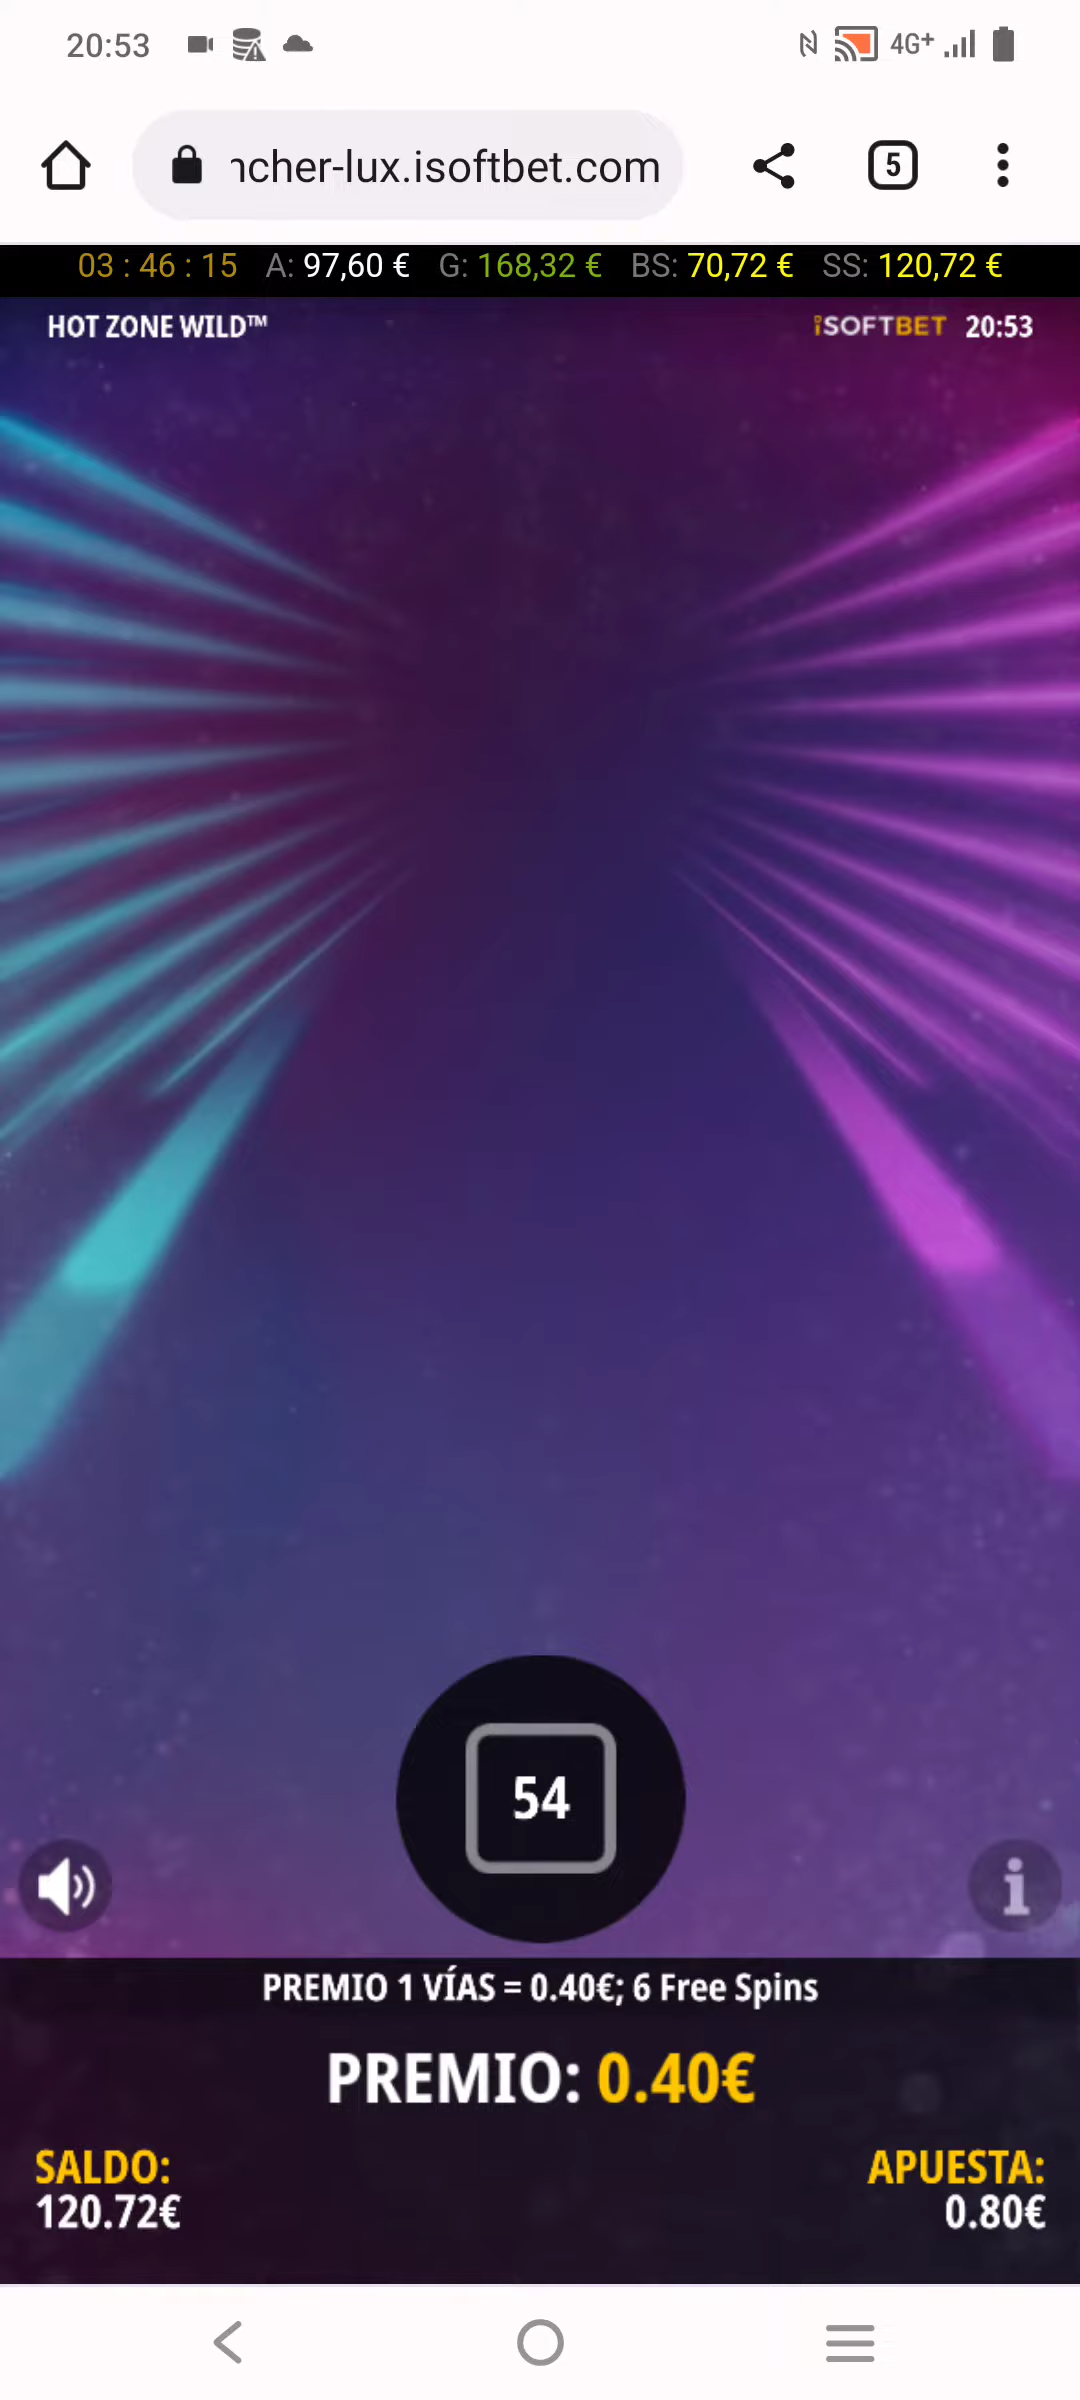 20:53 4G+
ncher-lux.isoftbet.com 5
03 : 46 : 15 A: 97,60 € G: 168,32 € BS: 70,72 € SS: 120,72 €
HOT ZONE WILD™ iSOFTBET 20:53
54
PREMIO 1 VÍAS = 0.40€; 6 Free Spins
PREMIO: 0.40€
SALDO: APUESTA:
120.72€ 0.80€